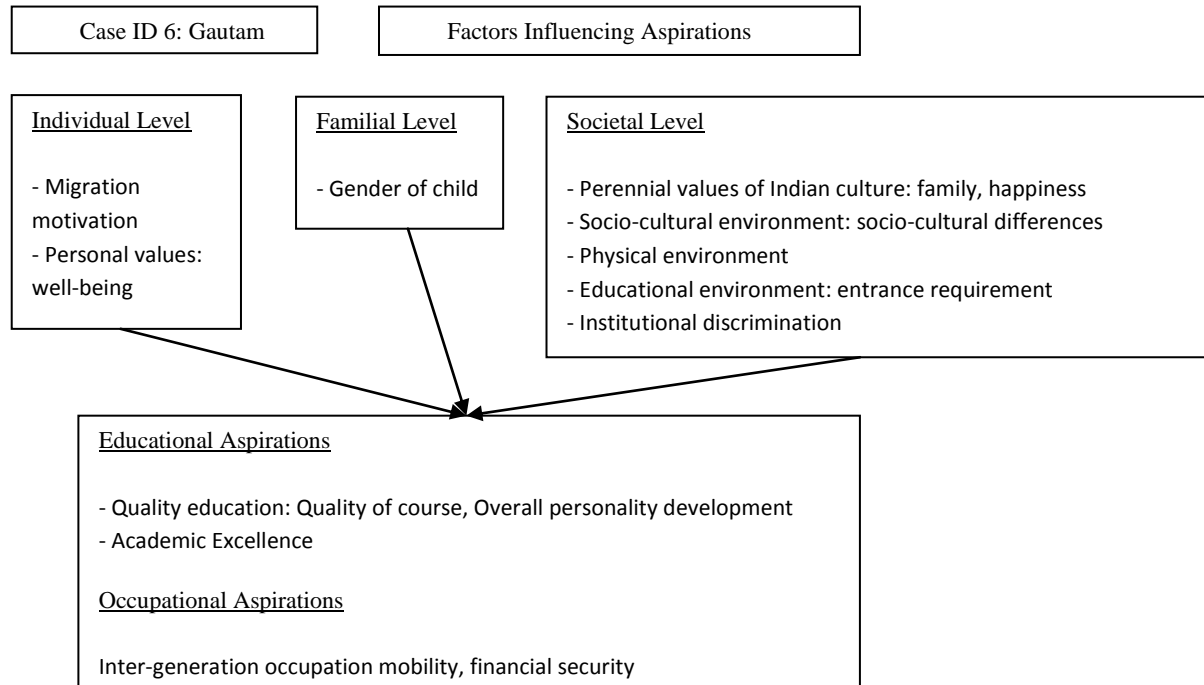 Case ID 6: Gautam
Factors Influencing Aspirations
Individual Level
- Migration
motivation
- Personal values:
well-being
Familial Level
- Gender of child
Societal Level
- Perennial values of Indian culture: family, happiness
- Socio-cultural environment: socio-cultural differences
- Physical environment
- Educational environment: entrance requirement
- Institutional discrimination
Educational Aspirations
- Quality education: Quality of course, Overall personality development
- Academic Excellence
Occupational Aspirations
Inter-generation occupation mobility, financial security